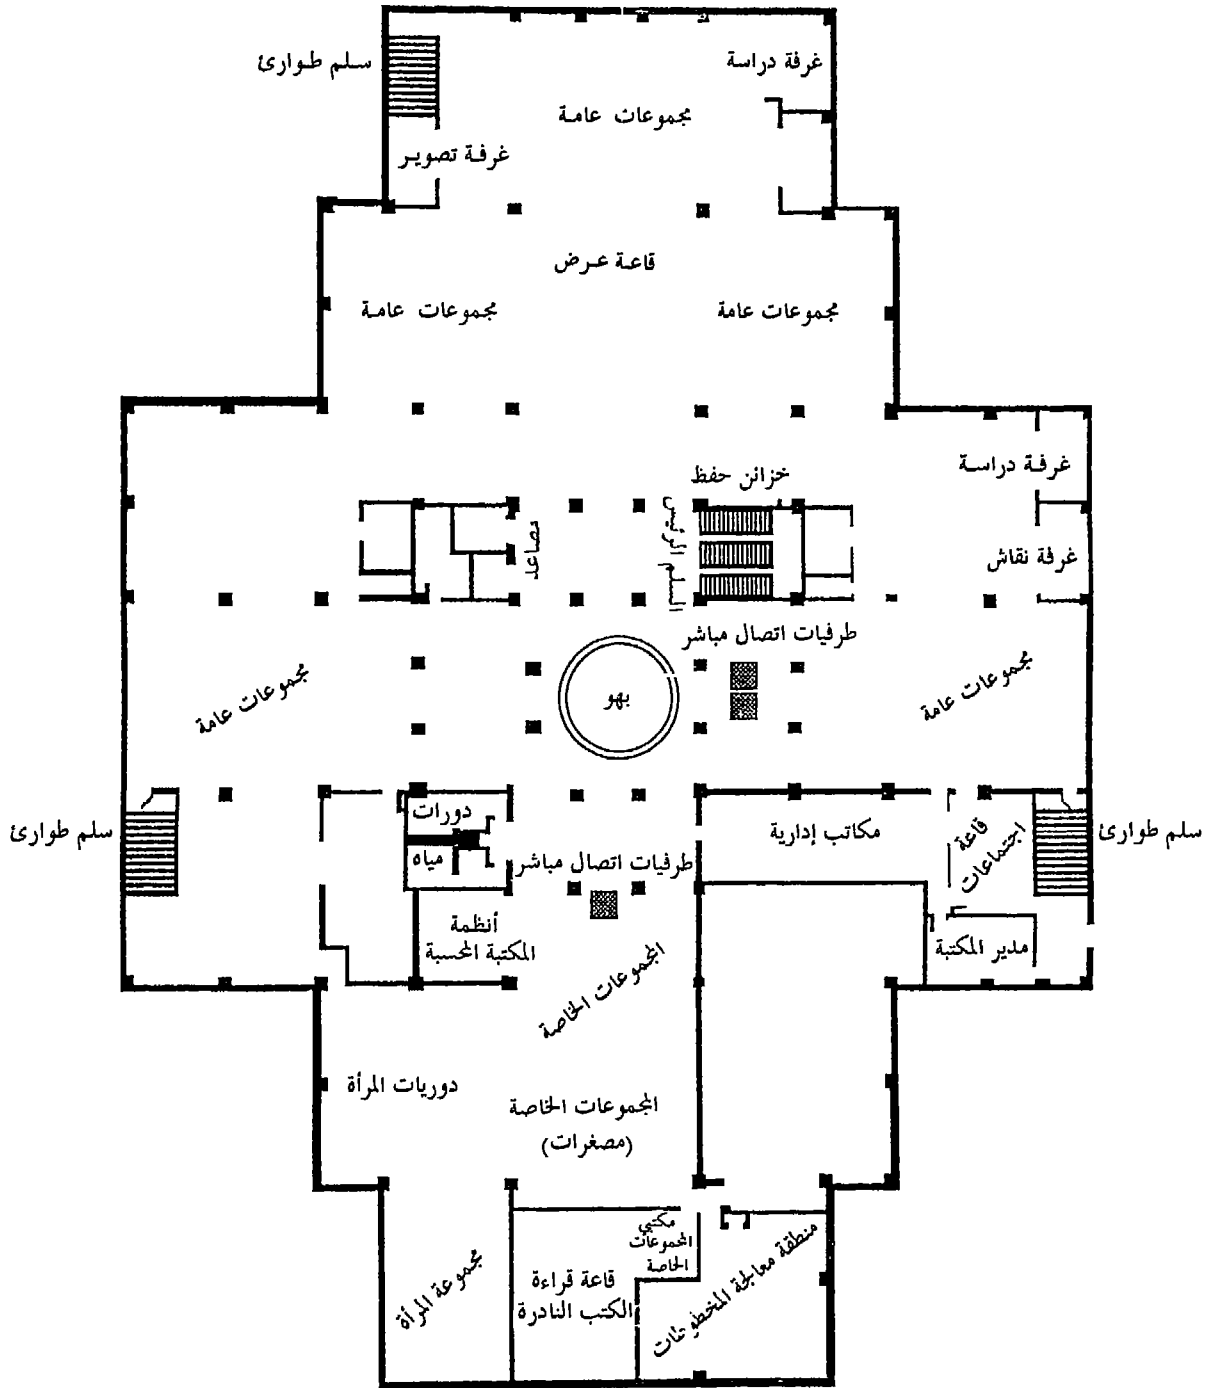 سلم طوارئ
غرفة دراسة
مجموعات عامة
غرفة تصوير
قاعة عرض
مجموعات عامة
مجموعات عامة
خزائن حفظ
غرفة دراسة
السلم الرئيس
مصاعد
غرفة نقاش
طرفيات اتصال مباشر
بهو
مجموعات عامة
مجموعات عامة
سلم طوارئ
دورات
مياه
مكاتب إدارية
قاعة
اجتماعات
سلم طوارئ
طرفيات اتصال مباشر
أنظمة
المكتبة المحسبة
مدير المكتبة
المجموعات الخاصة
دوريات المرأة
المجموعات الخاصة
(مصغرات)
مكتبي
المجموعات
الخاصة
منطقة معالجة المخطوطات
مجموعة المرأة
قاعة قراءة
الكتب النادرة